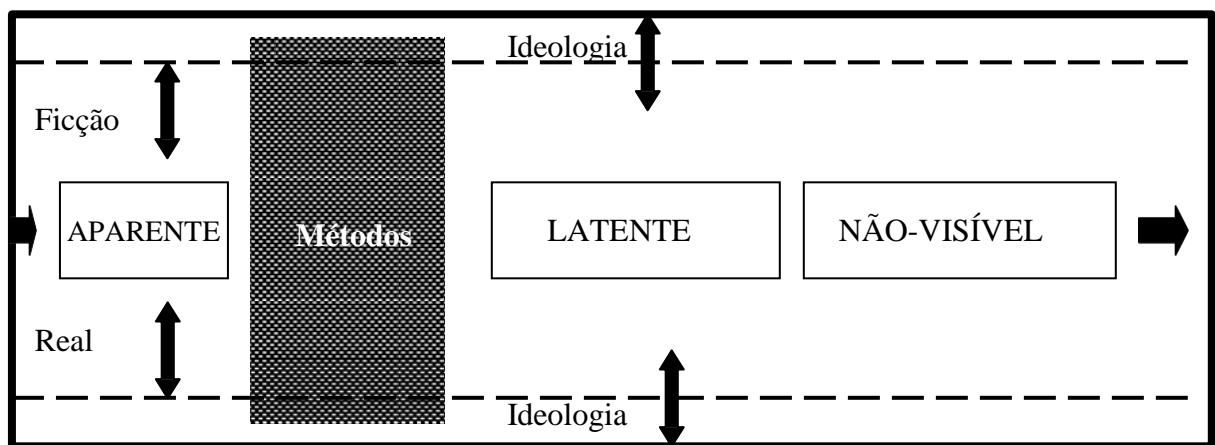 Ideologia
Ficção
APARENTE
Métodos
LATENTE
NÃO-VISÍVEL
Real
Ideologia